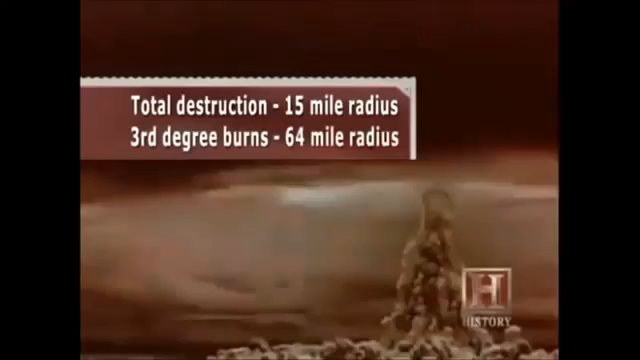 Total destruction - 15 mile radius
3rd degree burns - 64 mile radius
H
HISTORY